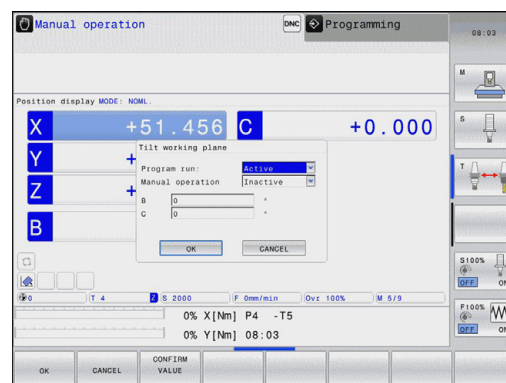 Manual operation DNC Programming
08:03
Position display MODE: NOML.
M
X +51.456 C +0.000
S
Tilt working plane
Y +
Program run: Active
Manual operation Inactive
T
Z +
B 0 °
C 0 °
B
OK CANCEL
S100%
OFF ON
0 T 4 Z S 2000 F 0mm/min Ovr 100% M 5/9
0% X[Nm] P4 -T5
F100%
0% Y[Nm] 08:03
OFF ON
OK CANCEL CONFIRM
VALUE